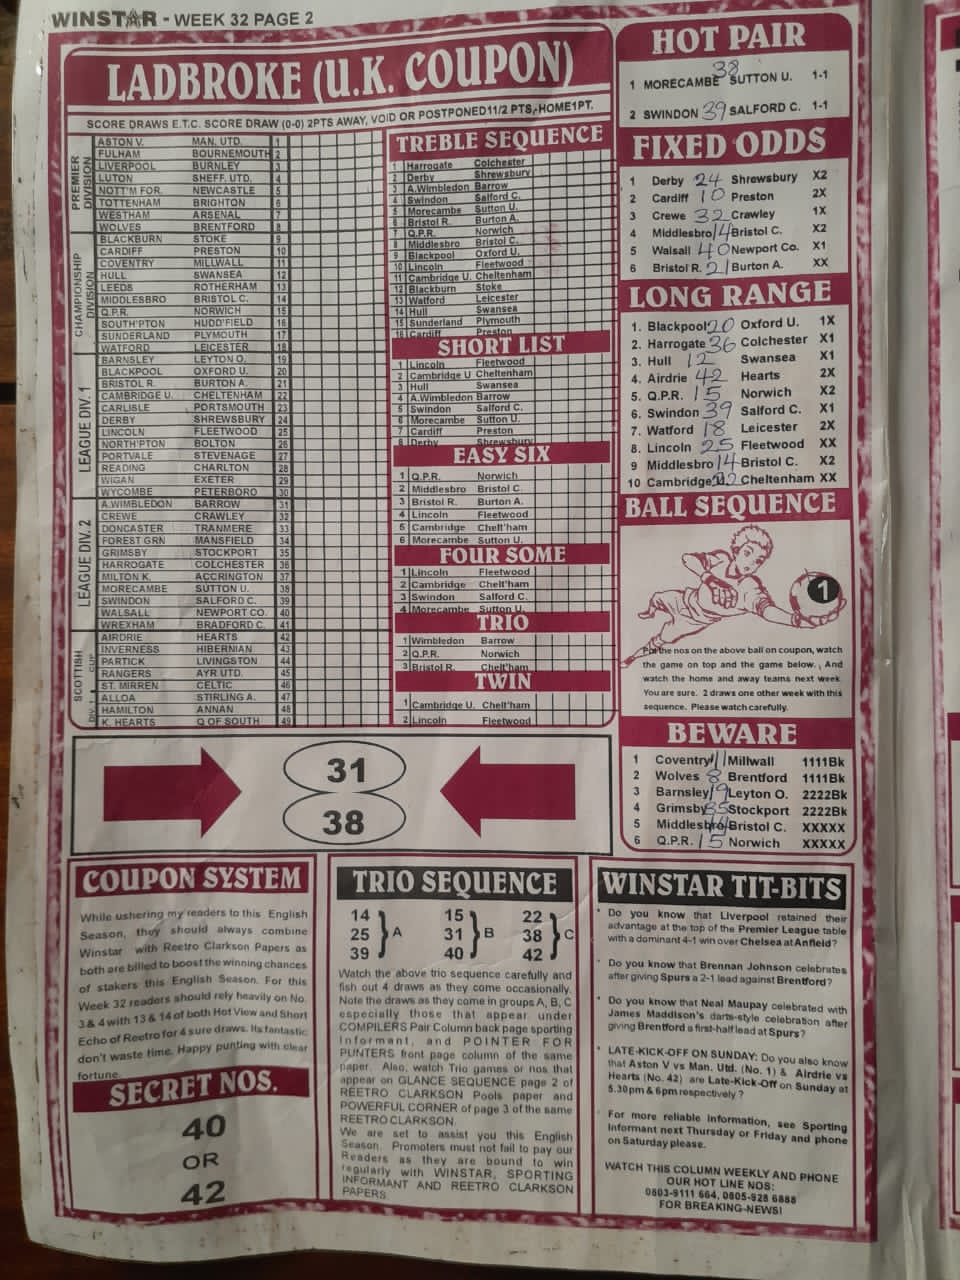 WINSTAR - WEEK 32 PAGE 2
LADBROKE (U.K. COUPON)
SCORE DRAWS E.T.C. SCORE DRAW (0-0) 2PTS AWAY, VOID OR POSTPONED11/2 PTS,-HOME1PT.
PREMIER DIVISION
ASTON V. MAN. UTD. 1
FULHAM BOURNEMOUTH 2
LIVERPOOL BURNLEY 3
LUTON SHEFF. UTD. 4
NOTT'M FOR. NEWCASTLE 5
TOTTENHAM BRIGHTON 6
WESTHAM ARSENAL 7
WOLVES BRENTFORD 8
CHAMPIONSHIP DIVISION
BLACKBURN STOKE 9
CARDIFF PRESTON 10
COVENTRY MILLWALL 11
HULL SWANSEA 12
LEEDS ROTHERHAM 13
MIDDLESBRO BRISTOL C. 14
Q.P.R. NORWICH 15
SOUTH'PTON HUDD'FIELD 16
SUNDERLAND PLYMOUTH 17
WATFORD LEICESTER 18
LEAGUE DIV. 1
BARNSLEY LEYTON O. 19
BLACKPOOL OXFORD U. 20
BRISTOL R. BURTON A. 21
CAMBRIDGE U. CHELTENHAM 22
CARLISLE PORTSMOUTH 23
DERBY SHREWSBURY 24
LINCOLN FLEETWOOD 25
NORTH'PTON BOLTON 26
PORTVALE STEVENAGE 27
READING CHARLTON 28
WIGAN EXETER 29
WYCOMBE PETERBORO 30
LEAGUE DIV. 2
A.WIMBLEDON BARROW 31
CREWE CRAWLEY 32
DONCASTER TRANMERE 33
FOREST GRN MANSFIELD 34
GRIMSBY STOCKPORT 35
HARROGATE COLCHESTER 36
MILTON K. ACCRINGTON 37
MORECAMBE SUTTON U. 38
SWINDON SALFORD C. 39
WALSALL NEWPORT CO. 40
WREXHAM BRADFORD C. 41
SCOTTISH CUP
AIRDRIE HEARTS 42
INVERNESS HIBERNIAN 43
PARTICK LIVINGSTON 44
RANGERS AYR UTD. 45
ST. MIRREN CELTIC 46
DIV. 1
ALLOA STIRLING A. 47
HAMILTON ANNAN 48
K. HEARTS Q OF SOUTH 49
TREBLE SEQUENCE
1 Harrogate Colchester
2 Derby Shrewsbury
3 A.Wimbledon Barrow
4 Swindon Salford C.
5 Morecambe Sutton U.
6 Bristol R. Burton A.
7 Q.P.R. Norwich
8 Middlesbro Bristol C.
9 Blackpool Oxford U.
10 Lincoln Fleetwood
11 Cambridge U. Cheltenham
12 Blackburn Stoke
13 Watford Leicester
14 Hull Swansea
15 Sunderland Plymouth
16 Cardiff Preston
SHORT LIST
1 Lincoln Fleetwood
2 Cambridge U Cheltenham
3 Hull Swansea
4 A.Wimbledon Barrow
5 Swindon Salford C.
6 Morecambe Sutton U.
7 Cardiff Preston
8 Derby Shrewsbury
EASY SIX
1 Q.P.R. Norwich
2 Middlesbro Bristol C.
3 Bristol R. Burton A.
4 Lincoln Fleetwood
5 Cambridge Chelt'ham
6 Morecambe Sutton U.
FOUR SOME
1 Lincoln Fleetwood
2 Cambridge Chelt'ham
3 Swindon Salford C.
4 Morecambe Sutton U.
TRIO
1 Wimbledon Barrow
2 Q.P.R. Norwich
3 Bristol R. Chelt'ham
TWIN
1 Cambridge U. Chelt'ham
2 Lincoln Fleetwood
HOT PAIR
1 MORECAMBE 38 SUTTON U. 1-1
2 SWINDON 39 SALFORD C. 1-1
FIXED ODDS
1 Derby 24 Shrewsbury X2
2 Cardiff 10 Preston 2X
3 Crewe 32 Crawley 1X
4 Middlesbro 14 Bristol C. X2
5 Walsall 40 Newport Co. X1
6 Bristol R. 21 Burton A. XX
LONG RANGE
1. Blackpool 20 Oxford U. 1X
2. Harrogate 36 Colchester X1
3. Hull 12 Swansea X1
4. Airdrie 42 Hearts 2X
5. Q.P.R. 15 Norwich X2
6. Swindon 39 Salford C. X1
7. Watford 18 Leicester 2X
8. Lincoln 25 Fleetwood XX
9 Middlesbro 14 Bristol C. X2
10 Cambridge U. 22 Cheltenham XX
BALL SEQUENCE
1
Put the nos on the above ball on coupon, watch
the game on top and the game below. , And
watch the home and away teams next week
You are sure. 2 draws one other week with this
sequence. Please watch carefully.
BEWARE
1 Coventry 11 Millwall 1111Bk
2 Wolves 8 Brentford 1111Bk
3 Barnsley 19 Leyton O. 2222Bk
4 Grimsby 35 Stockport 2222Bk
5 Middlesbro 14 Bristol C. XXXXX
6 Q.P.R. 15 Norwich XXXXX
31
38
COUPON SYSTEM
While ushering my readers to this English
Season, they should always combine
Winstar with Reetro Clarkson Papers as
both are billed to boost the winning chances
of stakers this English Season. For this
Week 32 readers should rely heavily on No.
3 & 4 with 13 & 14 of both Hot View and Short
Echo of Reetro for 4 sure draws. Its fantastic
don't waste time. Happy punting with clear
fortune.
SECRET NOS.
40
OR
42
TRIO SEQUENCE
14 15 22
25 A 31 B 38 C
39 40 42
Watch the above trio sequence carefully and
fish out 4 draws as they come occasionally.
Note the draws as they come in groups A, B, C
especially those that appear under
COMPILERS Pair Column back page sporting
Informant, and POINTER FOR
PUNTERS front page column of the same
paper. Also, watch Trio games or nos that
appear on GLANCE SEQUENCE page 2 of
REETRO CLARKSON Pools paper and
POWERFUL CORNER of page 3 of the same
REETRO CLARKSON.
We are set to assist you this English
Season. Promoters must not fail to pay our
Readers as they are bound to win
regularly with WINSTAR, SPORTING
INFORMANT AND REETRO CLARKSON
PAPERS.
WINSTAR TIT-BITS
* Do you know that Liverpool retained their
advantage at the top of the Premier League table
with a dominant 4-1 win over Chelsea at Anfield?
* Do you know that Brennan Johnson celebrates
after giving Spurs a 2-1 lead against Brentford?
* Do you know that Neal Maupay celebrated with
James Maddison's darts-style celebration after
giving Brentford a first-half lead at Spurs?
* LATE-KICK-OFF ON SUNDAY: Do you also know
that Aston V vs Man. Utd. (No. 1) & Airdrie vs
Hearts (No. 42) are Late-Kick-Off on Sunday at
5.30pm & 6pm respectively ?
For more reliable information, see Sporting
Informant next Thursday or Friday and phone
on Saturday please.
WATCH THIS COLUMN WEEKLY AND PHONE
OUR HOT LINE NOS:
0803-9111 664, 0805-928 6888
FOR BREAKING-NEWS!